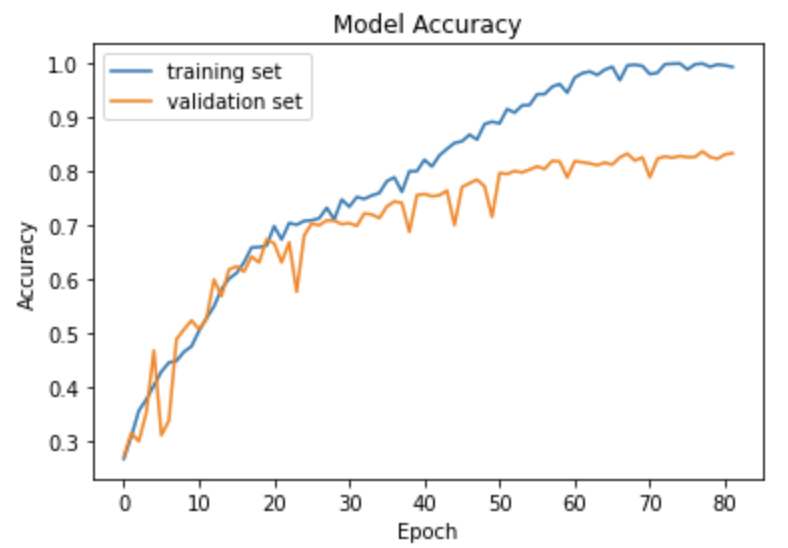 Model Accuracy
training set
validation set
1.0
0.9
0.8
0.7
0.6
0.5
0.4
0.3
Accuracy
0 10 20 30 40 50 60 70 80
Epoch